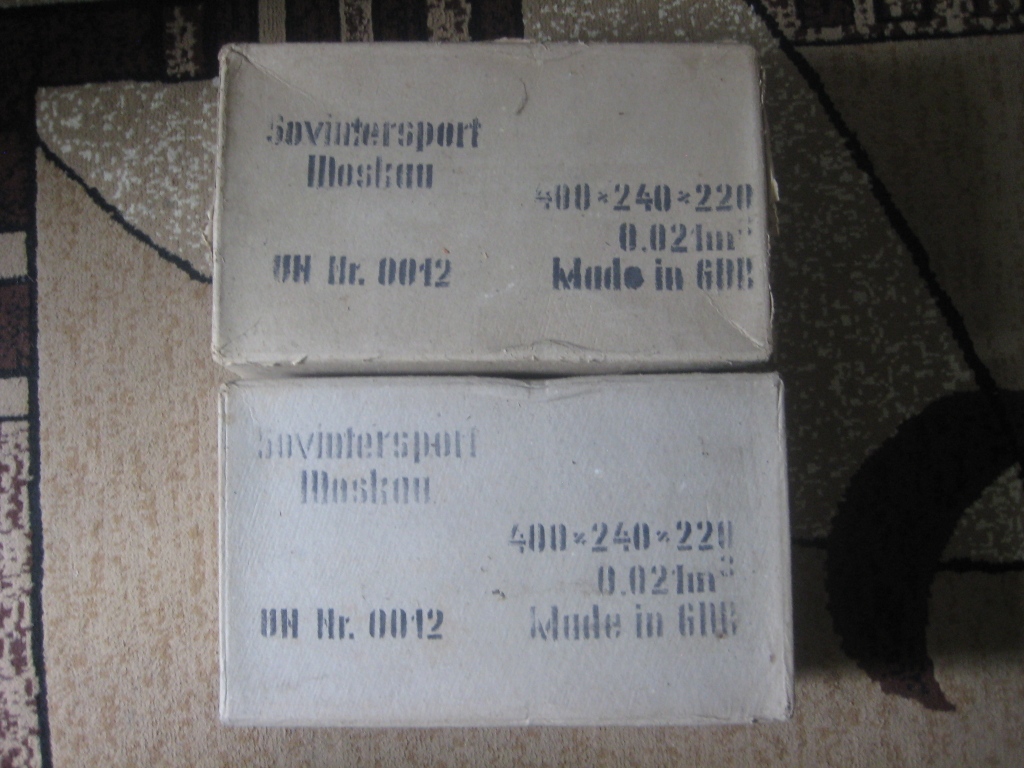 Sovintersport
Moskau
400×240×220
0.021m³
UN Nr. 0012
Made in GDR
Sovintersport
Moskau
400×240×220
0.021m³
UN Nr. 0012
Made in GDR